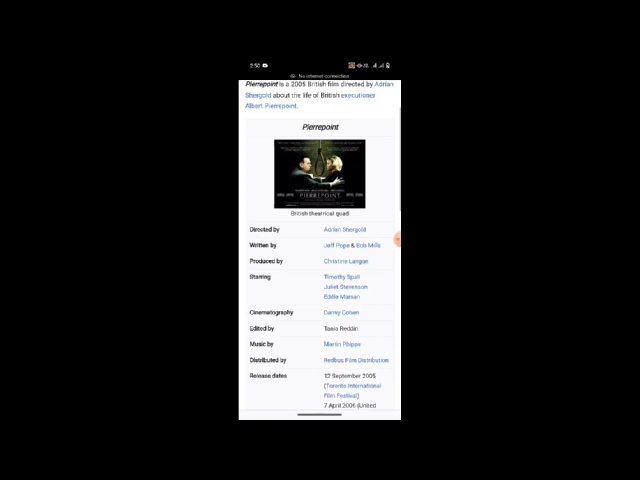 2:50
No internet connection
Pierrepoint is a 2005 British film directed by Adrian
Shergold about the life of British executioner
Albert Pierrepoint.
Pierrepoint
PIERREPOINT
British theatrical quad
Directed by Adrian Shergold
Written by Jeff Pope & Bob Mills
Produced by Christine Langan
Starring Timothy Spall
Juliet Stevenson
Eddie Marsan
Cinematography Danny Cohen
Edited by Tania Reddin
Music by Martin Phipps
Distributed by Redbus Film Distribution
Release dates 12 September 2005
(Toronto International
Film Festival)
7 April 2006 (United